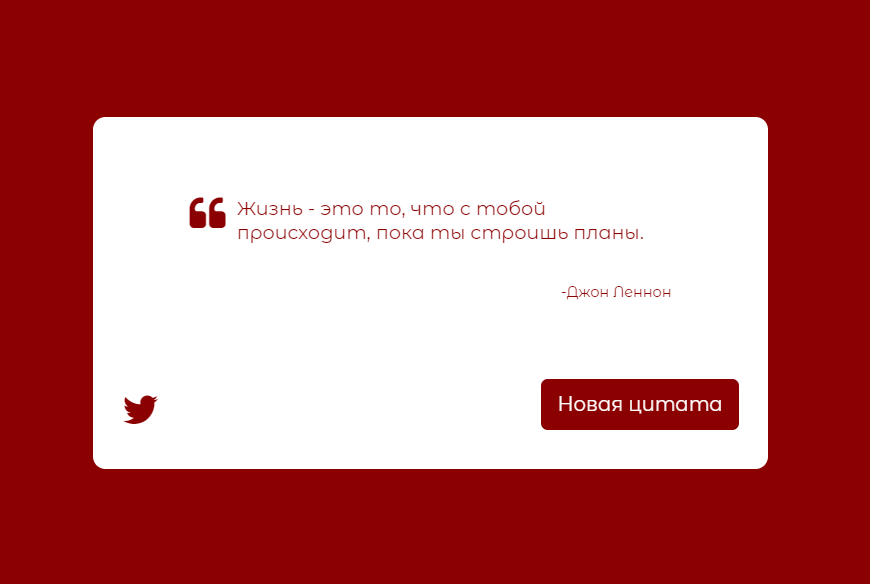 Жизнь - это то, что с тобой
происходит, пока ты строишь планы.
-Джон Леннон
Новая цитата